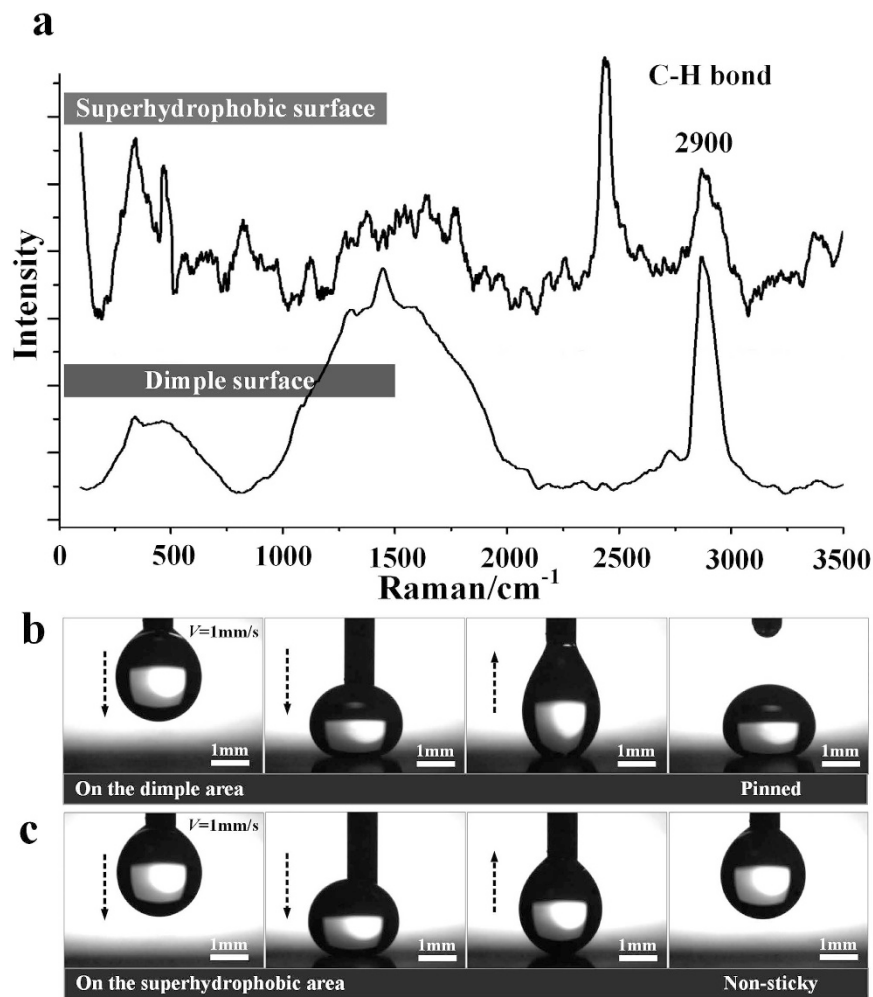 a
Superhydrophobic surface
C-H bond
2900
Intensity
Dimple surface
0 500 1000 1500 2000 2500 3000 3500
Raman/cm⁻¹
b
V=1mm/s
1mm 1mm 1mm 1mm
On the dimple area Pinned
c
V=1mm/s
1mm 1mm 1mm 1mm
On the superhydrophobic area Non-sticky